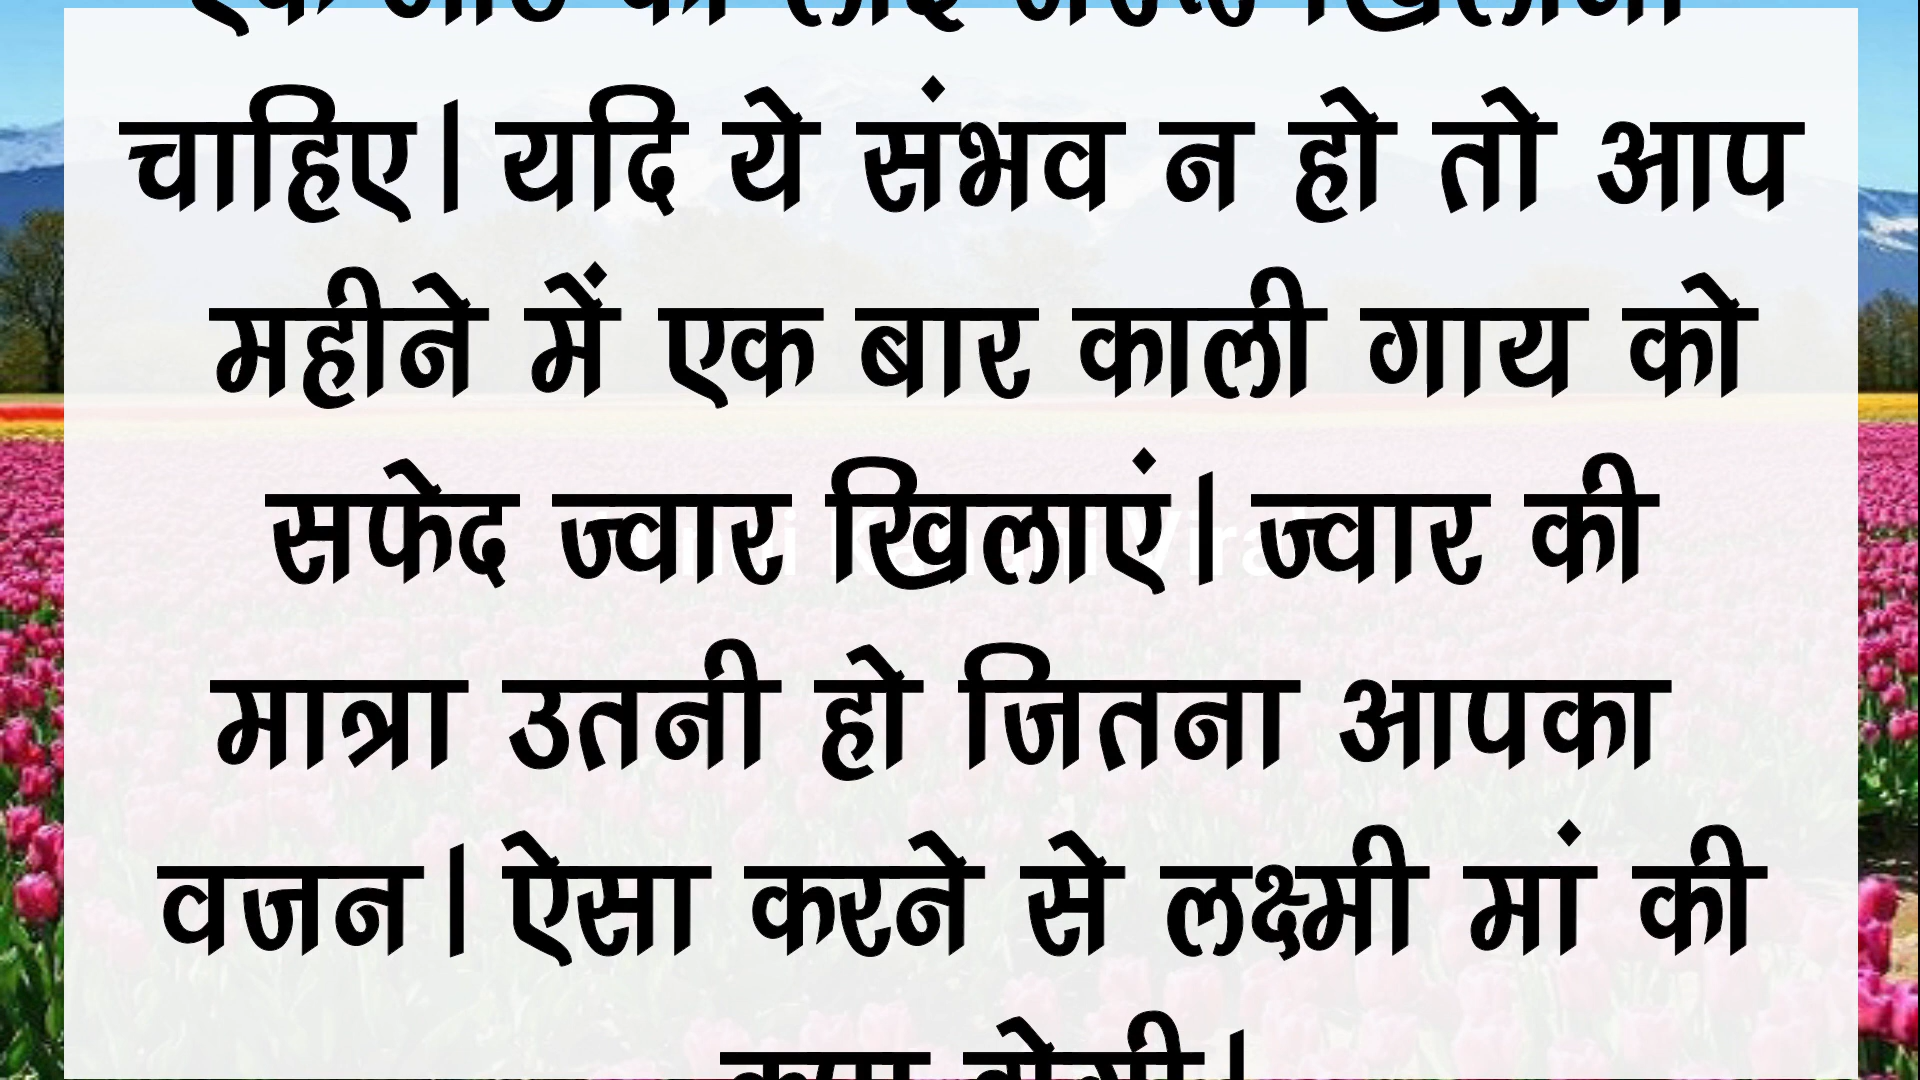 चाहिए। यदि ये संभव न हो तो आप
महीने में एक बार काली गाय को
सफेद ज्वार खिलाएं। ज्वार की
मात्रा उतनी हो जितना आपका
वजन। ऐसा करने से लक्ष्मी मां की